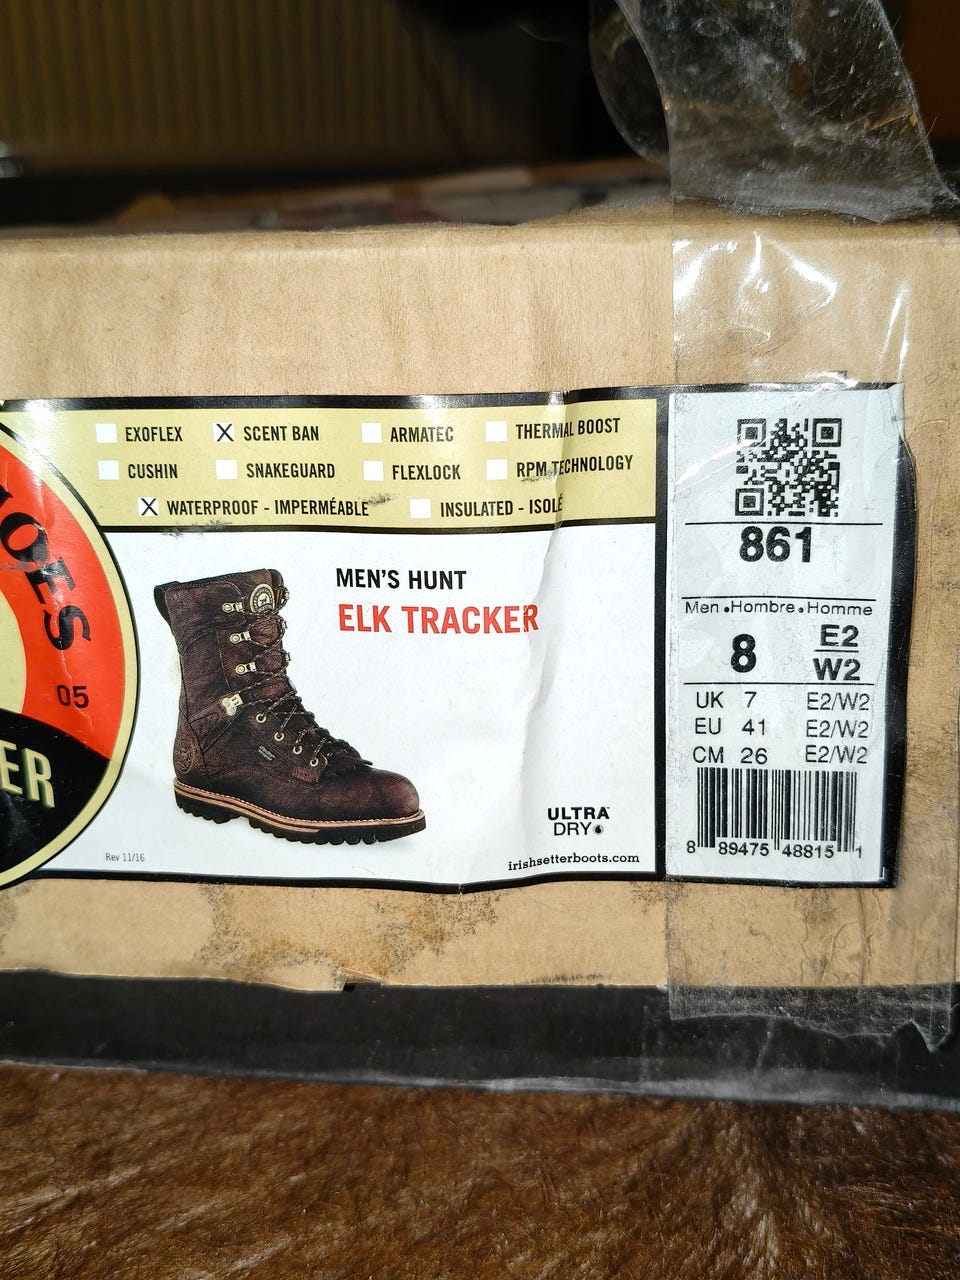 EXOFLEX
X SCENT BAN
ARMATEC
THERMAL BOOST
CUSHIN
SNAKEGUARD
FLEXLOCK
RPM TECHNOLOGY
X WATERPROOF - IMPERMÉABLE
INSULATED - ISOLÉ
OES
05
ER
MEN'S HUNT
ELK TRACKER
ULTRA
DRY
Rev 11/16
irishsetterboots.com
861
Men • Hombre • Homme
8 E2
W2
UK 7 E2/W2
EU 41 E2/W2
CM 26 E2/W2
8 89475 48815 1